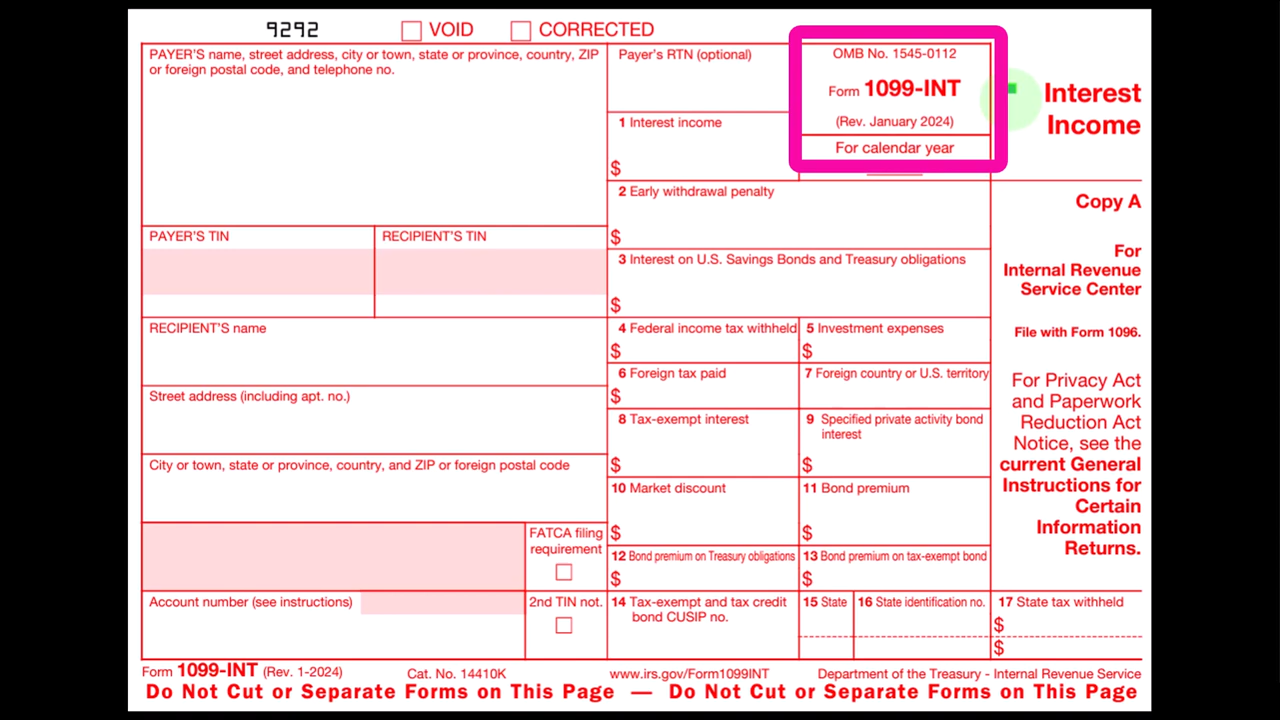 9292 VOID CORRECTED
PAYER'S name, street address, city or town, state or province, country, ZIP
or foreign postal code, and telephone no.
Payer's RTN (optional)
OMB No. 1545-0112
Form 1099-INT
(Rev. January 2024)
For calendar year
Interest
Income
1 Interest income
$
2 Early withdrawal penalty
$
Copy A
PAYER'S TIN
RECIPIENT'S TIN
3 Interest on U.S. Savings Bonds and Treasury obligations
$
For
Internal Revenue
Service Center
File with Form 1096.
RECIPIENT'S name
4 Federal income tax withheld
$
5 Investment expenses
$
6 Foreign tax paid
$
7 Foreign country or U.S. territory
For Privacy Act
and Paperwork
Reduction Act
Notice, see the
current General
Instructions for
Certain
Information
Returns.
Street address (including apt. no.)
8 Tax-exempt interest
$
9 Specified private activity bond
interest
$
City or town, state or province, country, and ZIP or foreign postal code
10 Market discount
$
11 Bond premium
$
FATCA filing
requirement
12 Bond premium on Treasury obligations
$
13 Bond premium on tax-exempt bond
$
Account number (see instructions)
2nd TIN not.
14 Tax-exempt and tax credit
bond CUSIP no.
15 State
16 State identification no.
17 State tax withheld
$
$
Form 1099-INT (Rev. 1-2024)
Cat. No. 14410K
www.irs.gov/Form1099INT
Department of the Treasury - Internal Revenue Service
Do Not Cut or Separate Forms on This Page — Do Not Cut or Separate Forms on This Page